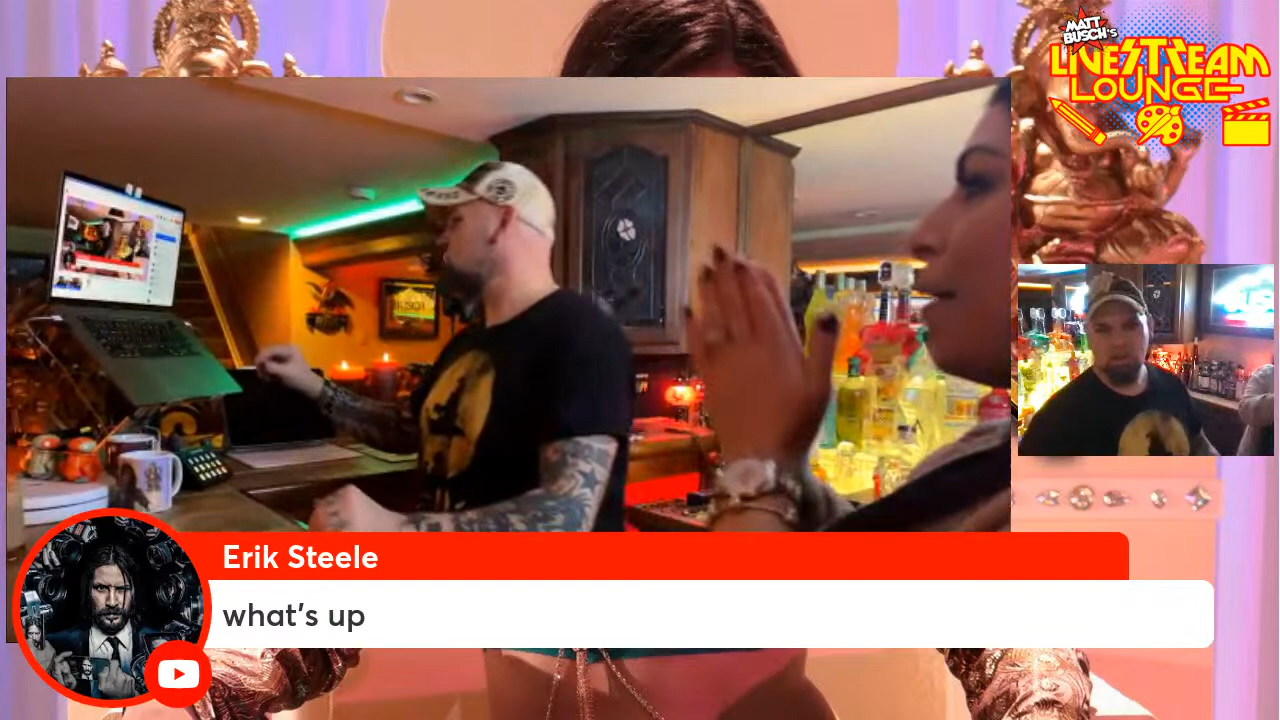 MATT
BUSCH'S
LIVESTREAM
LOUNGE
Erik Steele
what's up